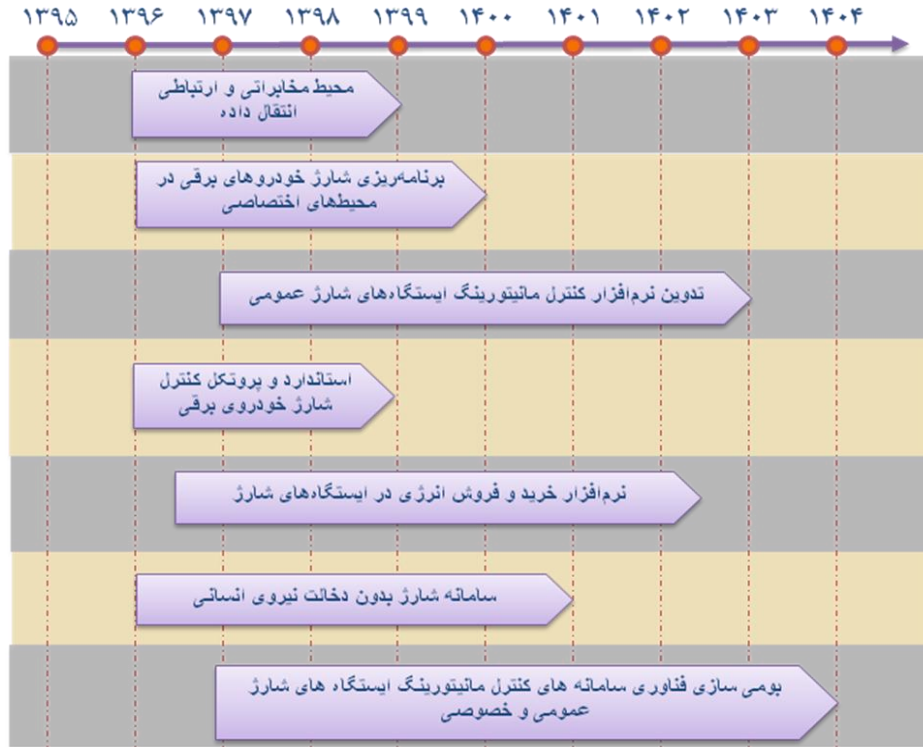 ۱۳۹۵ ۱۳۹۶ ۱۳۹۷ ۱۳۹۸ ۱۳۹۹ ۱۴۰۰ ۱۴۰۱ ۱۴۰۲ ۱۴۰۳ ۱۴۰۴
محیط مخابراتی و ارتباطی
انتقال داده
برنامه‌ریزی شارژ خودروهای برقی در
محیط‌های اختصاصی
تدوین نرم‌افزار کنترل مانیتورینگ ایستگاه‌های شارژ عمومی
استاندارد و پروتکل کنترل
شارژ خودروی برقی
نرم‌افزار خرید و فروش انرژی در ایستگاه‌های شارژ
سامانه شارژ بدون دخالت نیروی انسانی
بومی سازی فناوری سامانه های کنترل مانیتورینگ ایستگاه های شارژ
عمومی و خصوصی